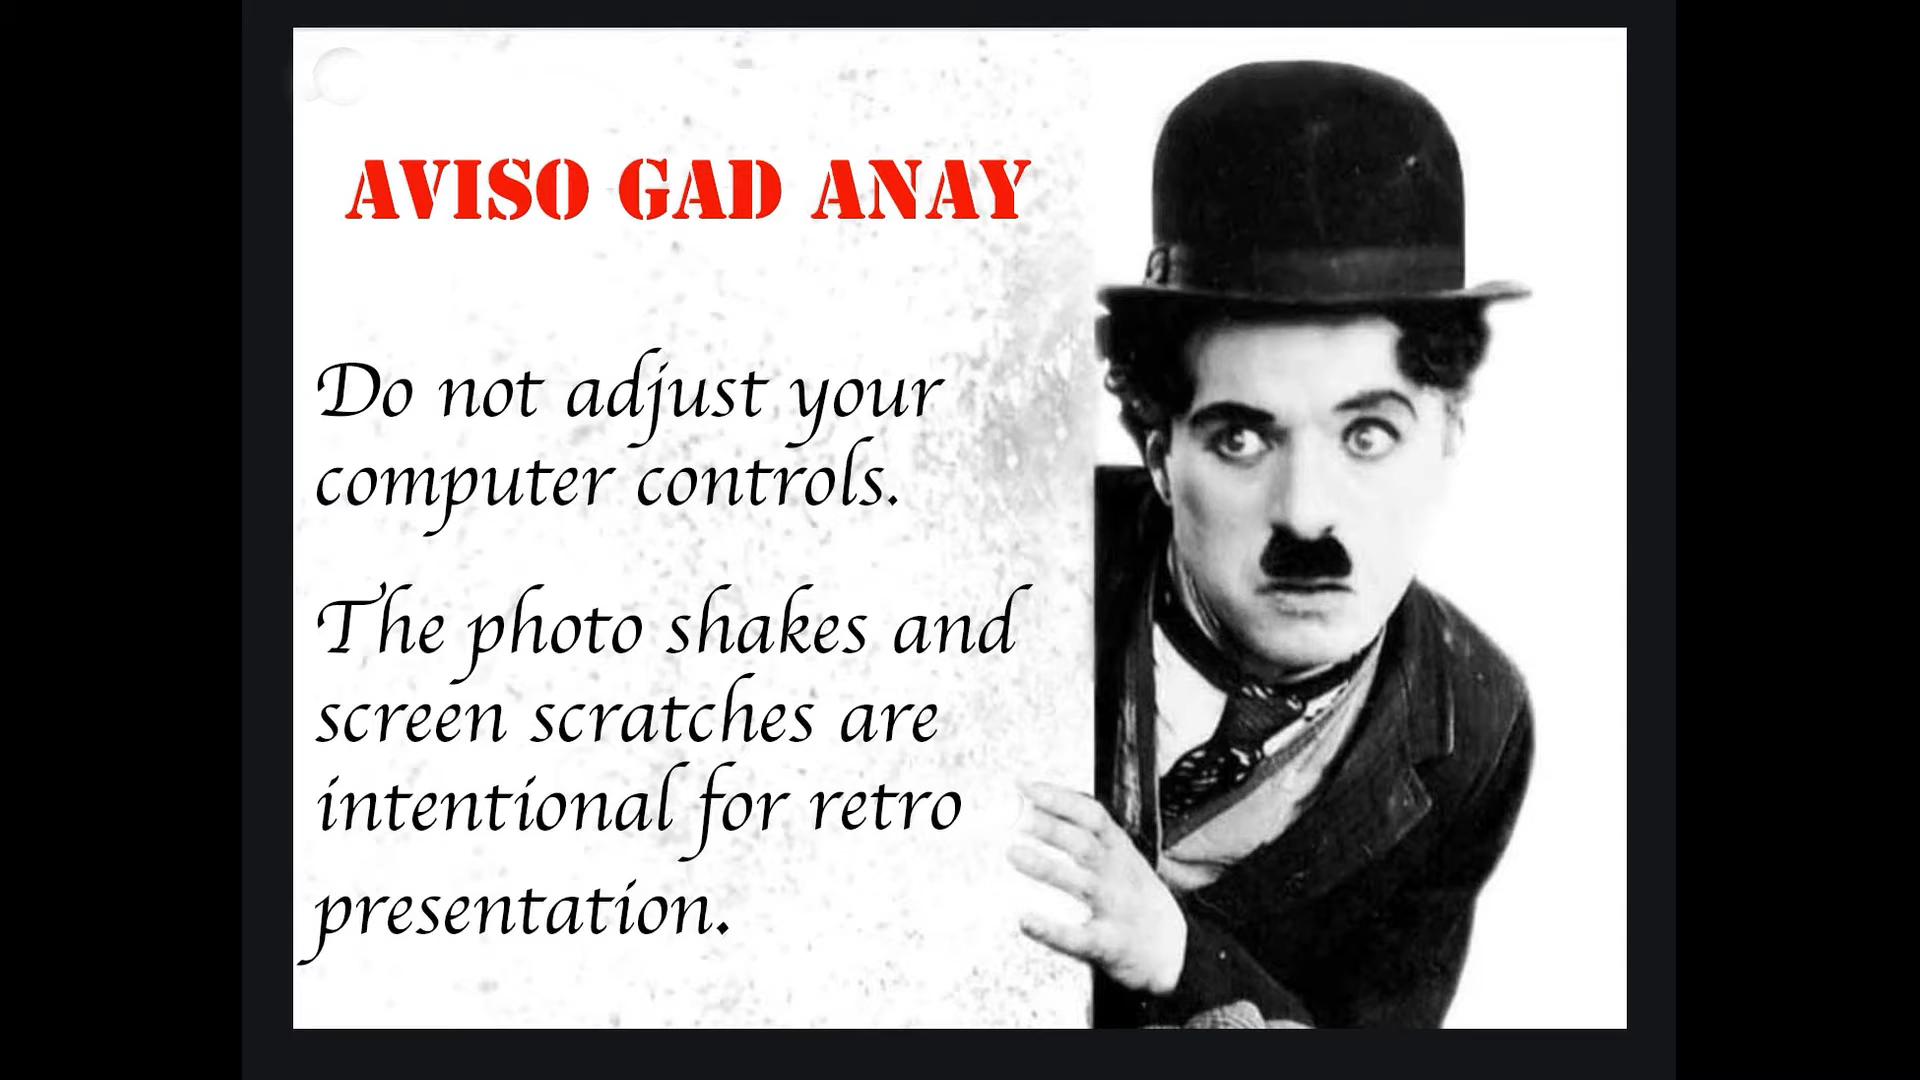 AVISO GAD ANAY
Do not adjust your
computer controls.
The photo shakes and
screen scratches are
intentional for retro
presentation.